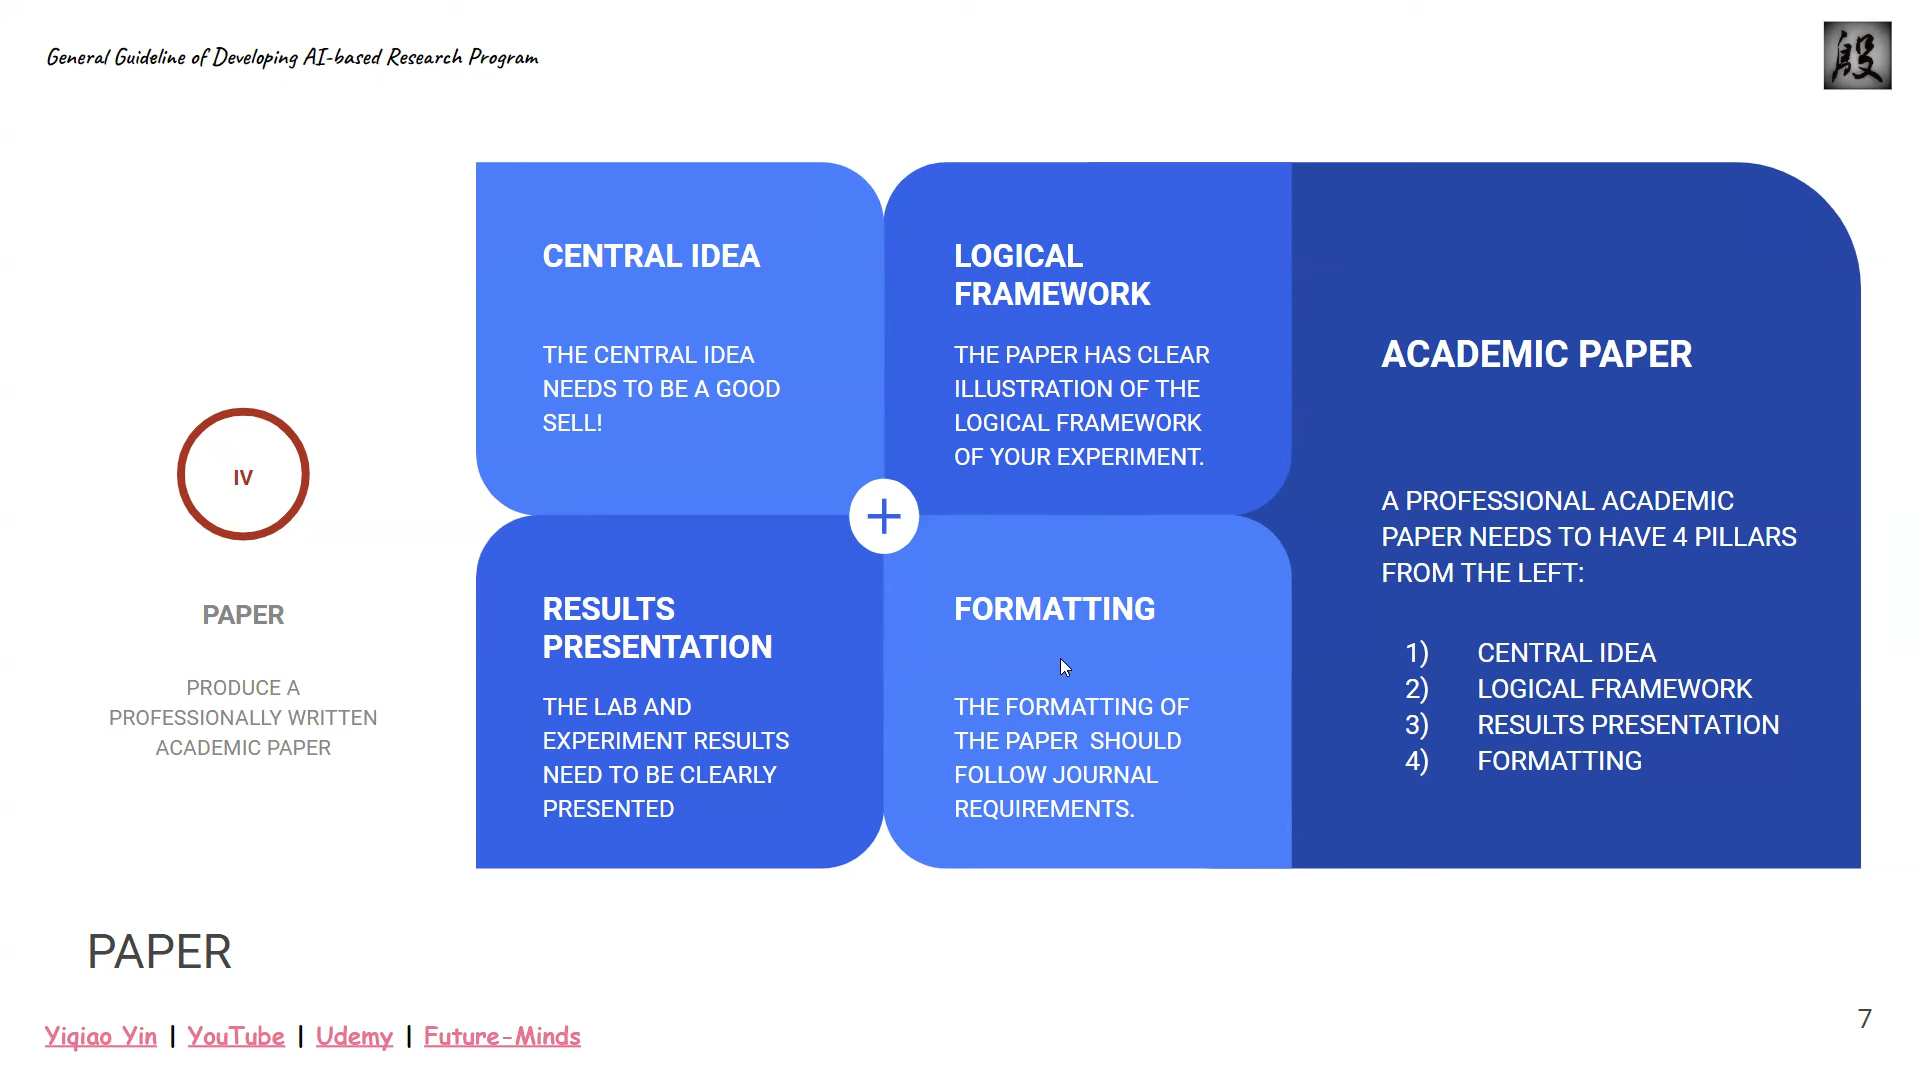 General Guideline of Developing AI-based Research Program
殷
CENTRAL IDEA
THE CENTRAL IDEA
NEEDS TO BE A GOOD
SELL!
LOGICAL
FRAMEWORK
THE PAPER HAS CLEAR
ILLUSTRATION OF THE
LOGICAL FRAMEWORK
OF YOUR EXPERIMENT.
RESULTS
PRESENTATION
THE LAB AND
EXPERIMENT RESULTS
NEED TO BE CLEARLY
PRESENTED
FORMATTING
THE FORMATTING OF
THE PAPER  SHOULD
FOLLOW JOURNAL
REQUIREMENTS.
ACADEMIC PAPER
A PROFESSIONAL ACADEMIC
PAPER NEEDS TO HAVE 4 PILLARS
FROM THE LEFT:
1) CENTRAL IDEA
2) LOGICAL FRAMEWORK
3) RESULTS PRESENTATION
4) FORMATTING
IV
PAPER
PRODUCE A
PROFESSIONALLY WRITTEN
ACADEMIC PAPER
PAPER
Yiqiao Yin | YouTube | Udemy | Future-Minds
7